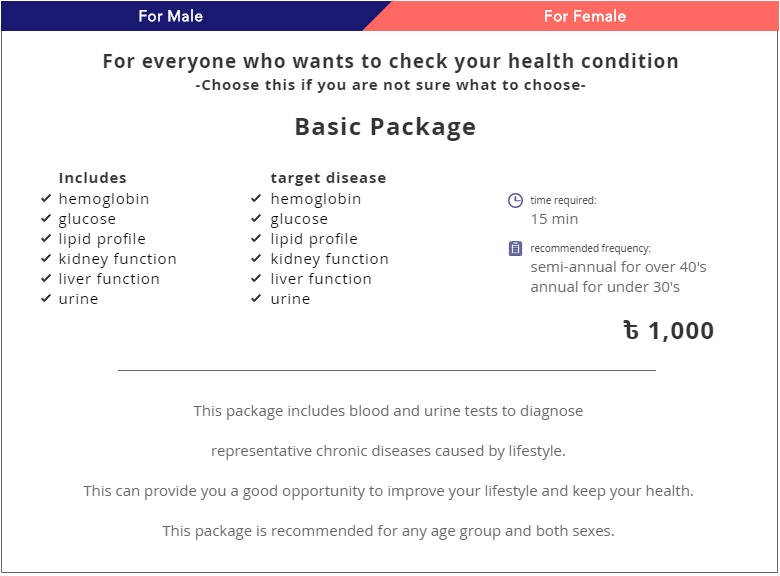 For Male
For Female
For everyone who wants to check your health condition
-Choose this if you are not sure what to choose-
Basic Package
Includes
hemoglobin
glucose
lipid profile
kidney function
liver function
urine
target disease
hemoglobin
glucose
lipid profile
kidney function
liver function
urine
time required:
15 min
recommended frequency:
semi-annual for over 40's
annual for under 30's
৳ 1,000
This package includes blood and urine tests to diagnose
representative chronic diseases caused by lifestyle.
This can provide you a good opportunity to improve your lifestyle and keep your health.
This package is recommended for any age group and both sexes.